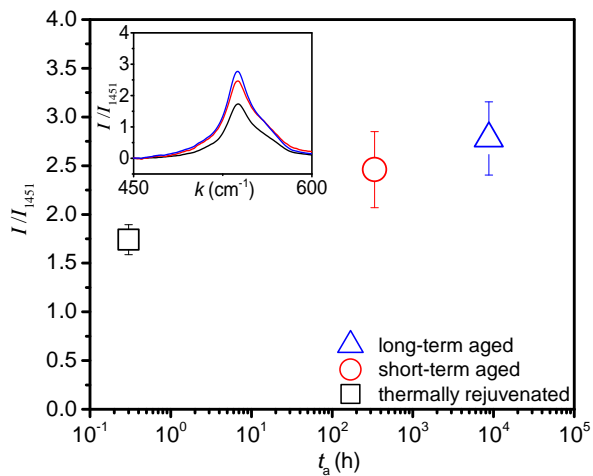 4.0
3.5
3.0
2.5
2.0
1.5
1.0
0.5
0.0
I/I1451
10⁻¹ 10⁰ 10¹ 10² 10³ 10⁴ 10⁵
tₐ (h)
4
3
2
1
0
I/I1451
450 k (cm⁻¹) 600
long-term aged
short-term aged
thermally rejuvenated